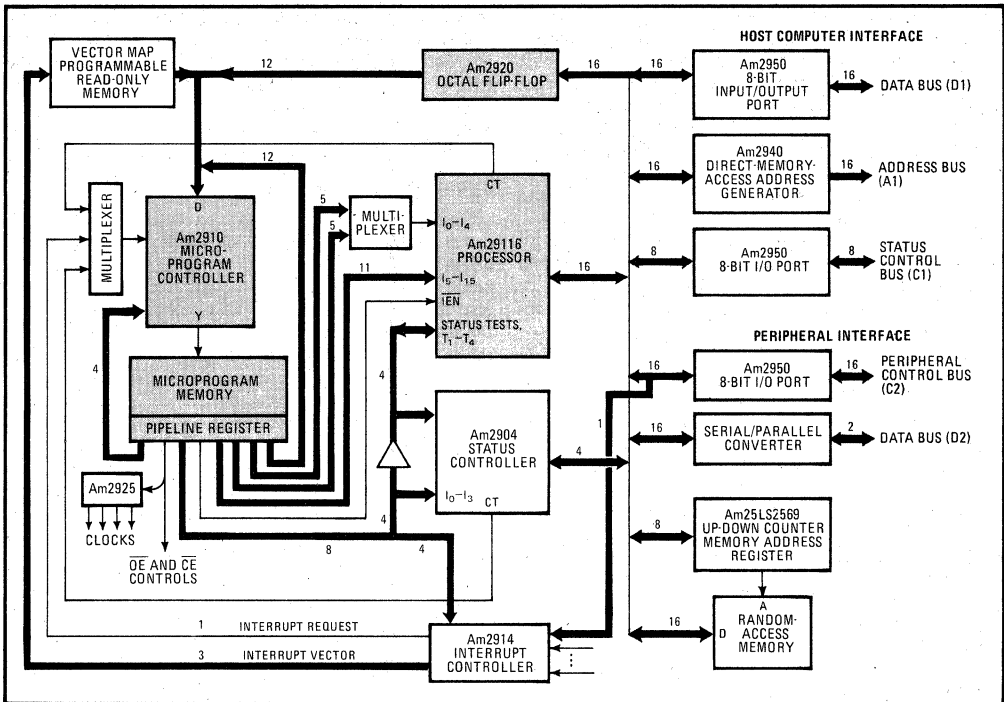 VECTOR MAP
PROGRAMMABLE
READ-ONLY
MEMORY
12
Am2920
OCTAL FLIP-FLOP
16
16
HOST COMPUTER INTERFACE
Am2950
8-BIT
INPUT/OUTPUT
PORT
16
DATA BUS (D1)
12
MULTIPLEXER
D
Am2910
MICRO-
PROGRAM
CONTROLLER
Y
5
5
MULTI-
PLEXER
CT
I0–I4
Am29116
PROCESSOR
11
I5–I15
IEN
STATUS TESTS,
T1–T4
16
16
Am2940
DIRECT-MEMORY-
ACCESS ADDRESS
GENERATOR
16
ADDRESS BUS
(A1)
8
Am2950
8-BIT I/O PORT
8
STATUS
CONTROL
BUS (C1)
PERIPHERAL INTERFACE
16
Am2950
8-BIT I/O PORT
16
PERIPHERAL
CONTROL BUS
(C2)
1
4
MICROPROGRAM
MEMORY
PIPELINE REGISTER
4
Am2904
STATUS
CONTROLLER
I0–I3
CT
4
16
SERIAL/PARALLEL
CONVERTER
2
DATA BUS (D2)
Am2925
CLOCKS
OE AND CE
CONTROLS
4
8
4
8
Am25LS2569
UP-DOWN COUNTER
MEMORY ADDRESS
REGISTER
1
INTERRUPT REQUEST
3
INTERRUPT VECTOR
Am2914
INTERRUPT
CONTROLLER
16
D
A
RANDOM-
ACCESS
MEMORY